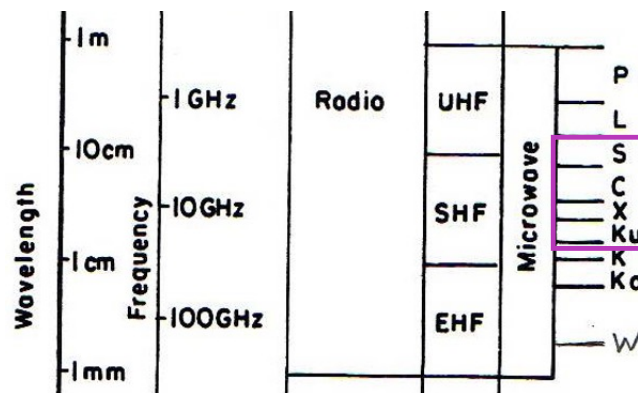 Wavelength
1m
10cm
1cm
1mm
Frequency
1GHz
10GHz
100GHz
Radio
UHF
SHF
EHF
Microwave
P
L
S
C
X
Ku
K
W